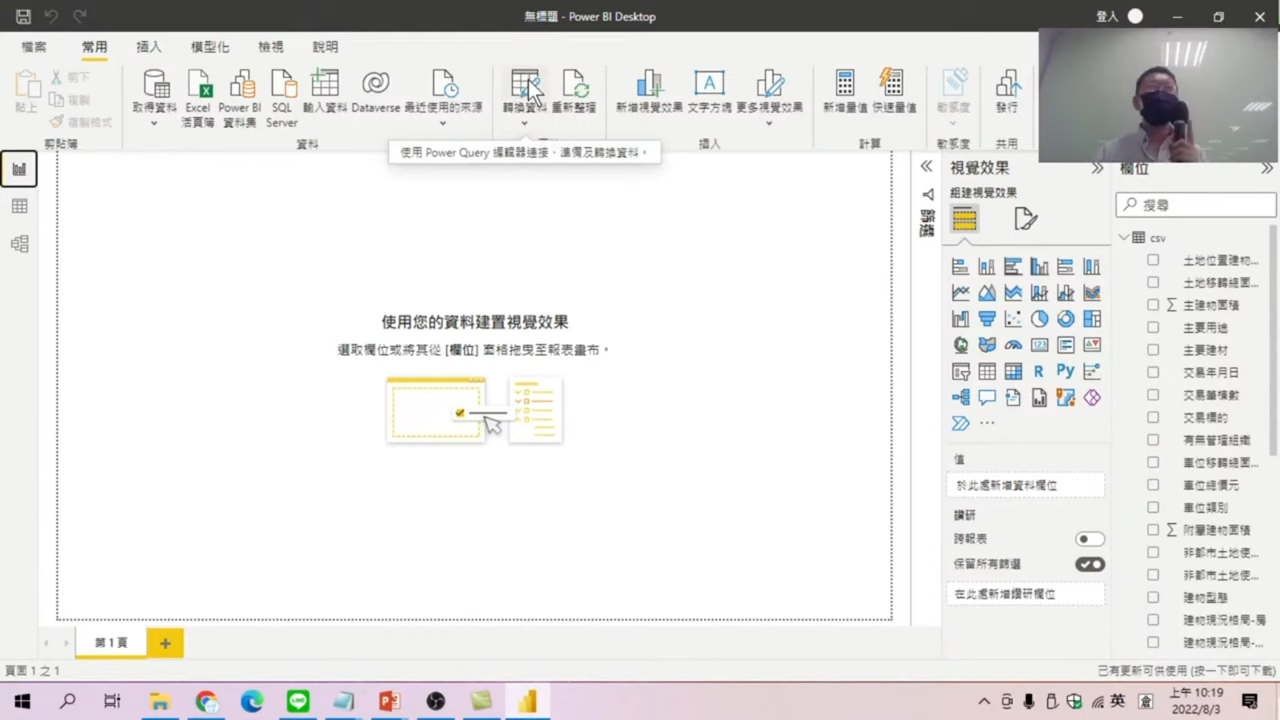 無標題 - Power BI Desktop
登入
檔案 常用 插入 模型化 檢視 說明
貼上
剪下
複製
複製格式
剪貼簿
取得資料
Excel 活頁簿
Power BI 資料集
SQL Server
輸入資料
Dataverse
最近使用的來源
資料
轉換資料
重新整理
新增視覺效果
文字方塊
更多視覺效果
插入
新增量值
快速量值
計算
敏感度
敏感度
發行
共用
使用 Power Query 編輯器連接、準備及轉換資料。
篩選
視覺效果
組建視覺效果
值
於此處新增資料欄位
鑽研
跨報表
保留所有篩選
在此處新增鑽研欄位
欄位
搜尋
csv
土地位置建物...
土地移轉總面...
主建物面積
主要用途
主要建材
交易年月日
交易筆棟數
交易標的
有無管理組織
車位移轉總面...
車位總價元
車位類別
附屬建物面積
非都市土地使...
非都市土地使...
建物型態
建物現況格局-房
建物現況格局-...
使用您的資料建置視覺效果
選取欄位或將其從 [欄位] 窗格拖曳至報表畫布。
第 1 頁
頁面 1 之 1
已有更新可供使用 (按一下即可下載)
英
上午 10:19
2022/8/3